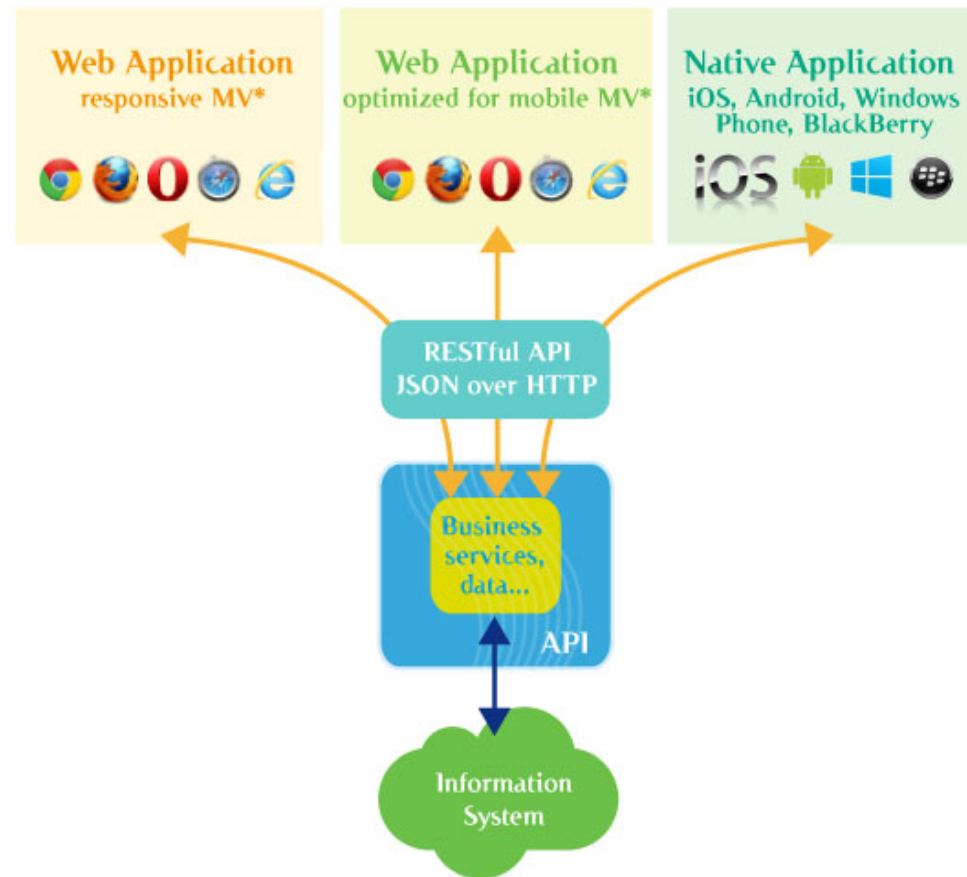 Web Application
responsive MV*
Web Application
optimized for mobile MV*
Native Application
iOS, Android, Windows
Phone, BlackBerry
iOS
RESTful API
JSON over HTTP
Business
services,
data...
API
Information
System